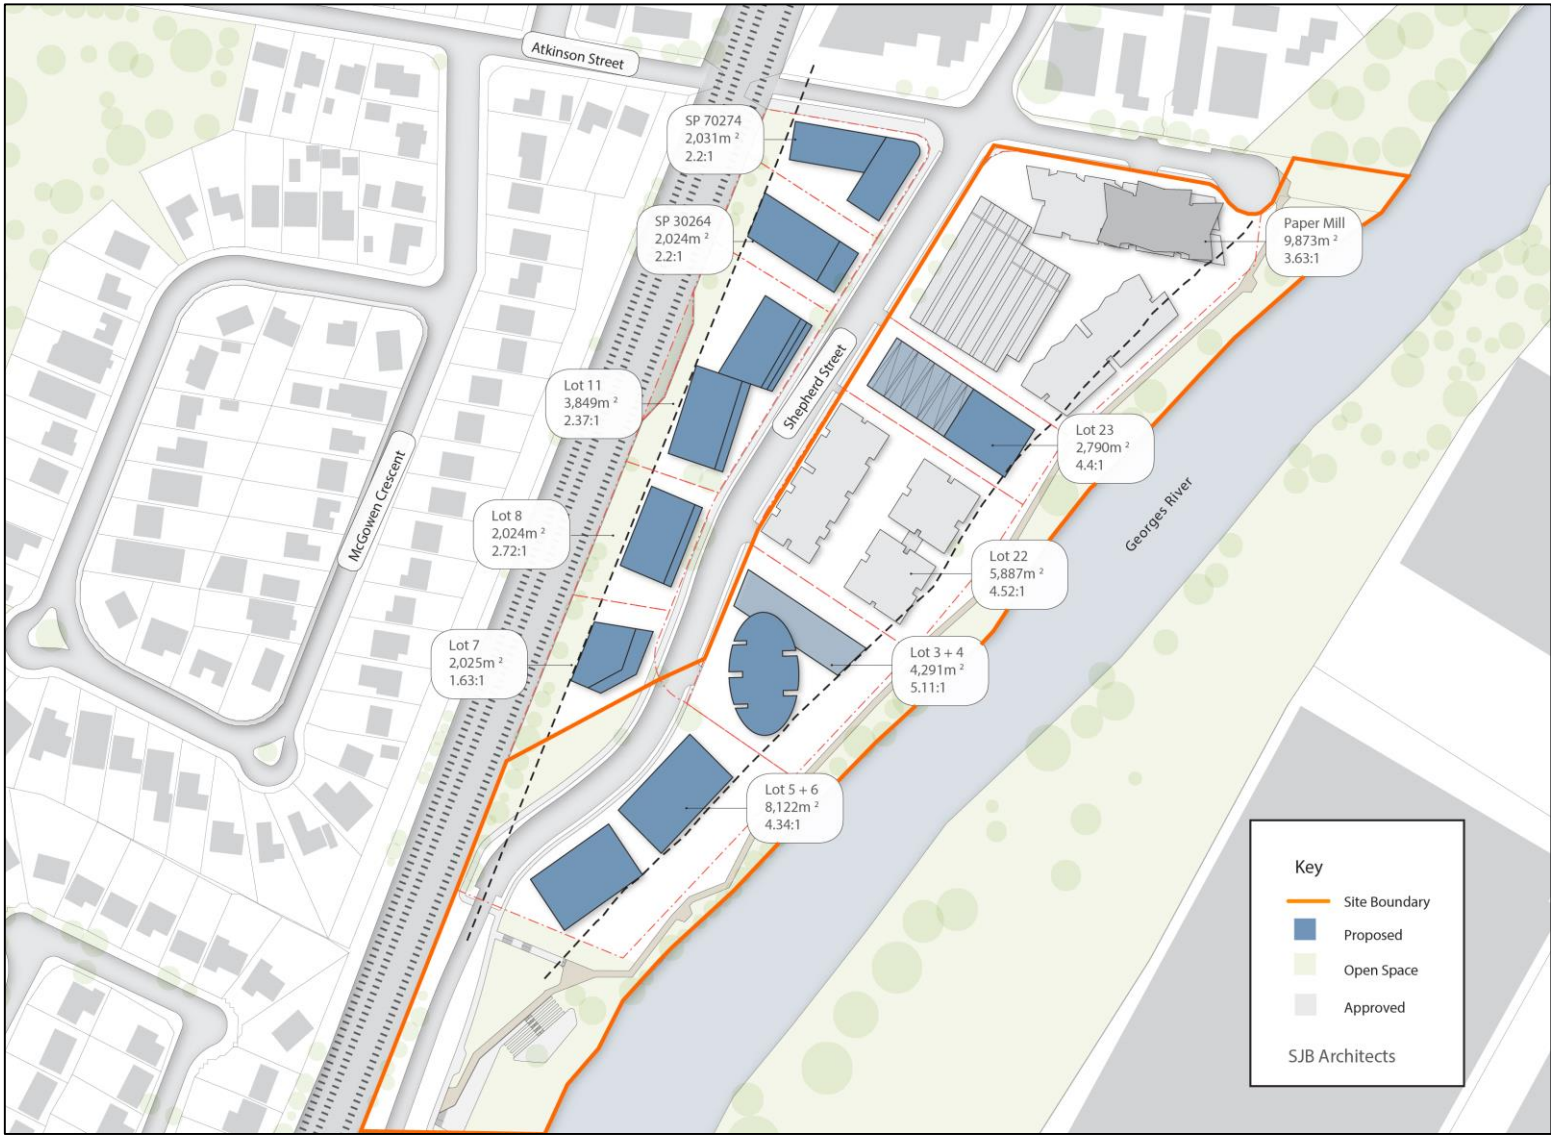 Atkinson Street
SP 70274
2,031m ²
2.2:1
SP 30264
2,024m ²
2.2:1
Paper Mill
9,873m ²
3.63:1
Shepherd Street
Lot 11
3,849m ²
2.37:1
Lot 23
2,790m ²
4.4:1
McGowen Crescent
Georges River
Lot 8
2,024m ²
2.72:1
Lot 22
5,887m ²
4.52:1
Lot 7
2,025m ²
1.63:1
Lot 3 + 4
4,291m ²
5.11:1
Lot 5 + 6
8,122m ²
4.34:1
Key
Site Boundary
Proposed
Open Space
Approved
SJB Architects